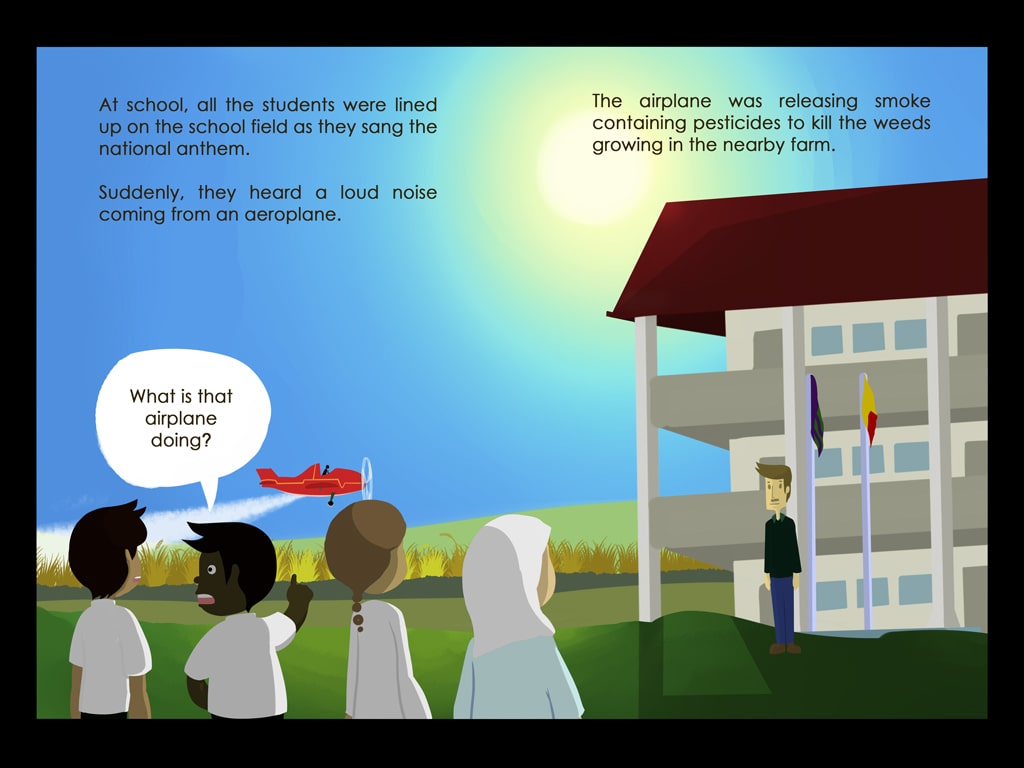 At school, all the students were lined
up on the school field as they sang the
national anthem.
Suddenly, they heard a loud noise
coming from an aeroplane.
The airplane was releasing smoke
containing pesticides to kill the weeds
growing in the nearby farm.
What is that
airplane
doing?